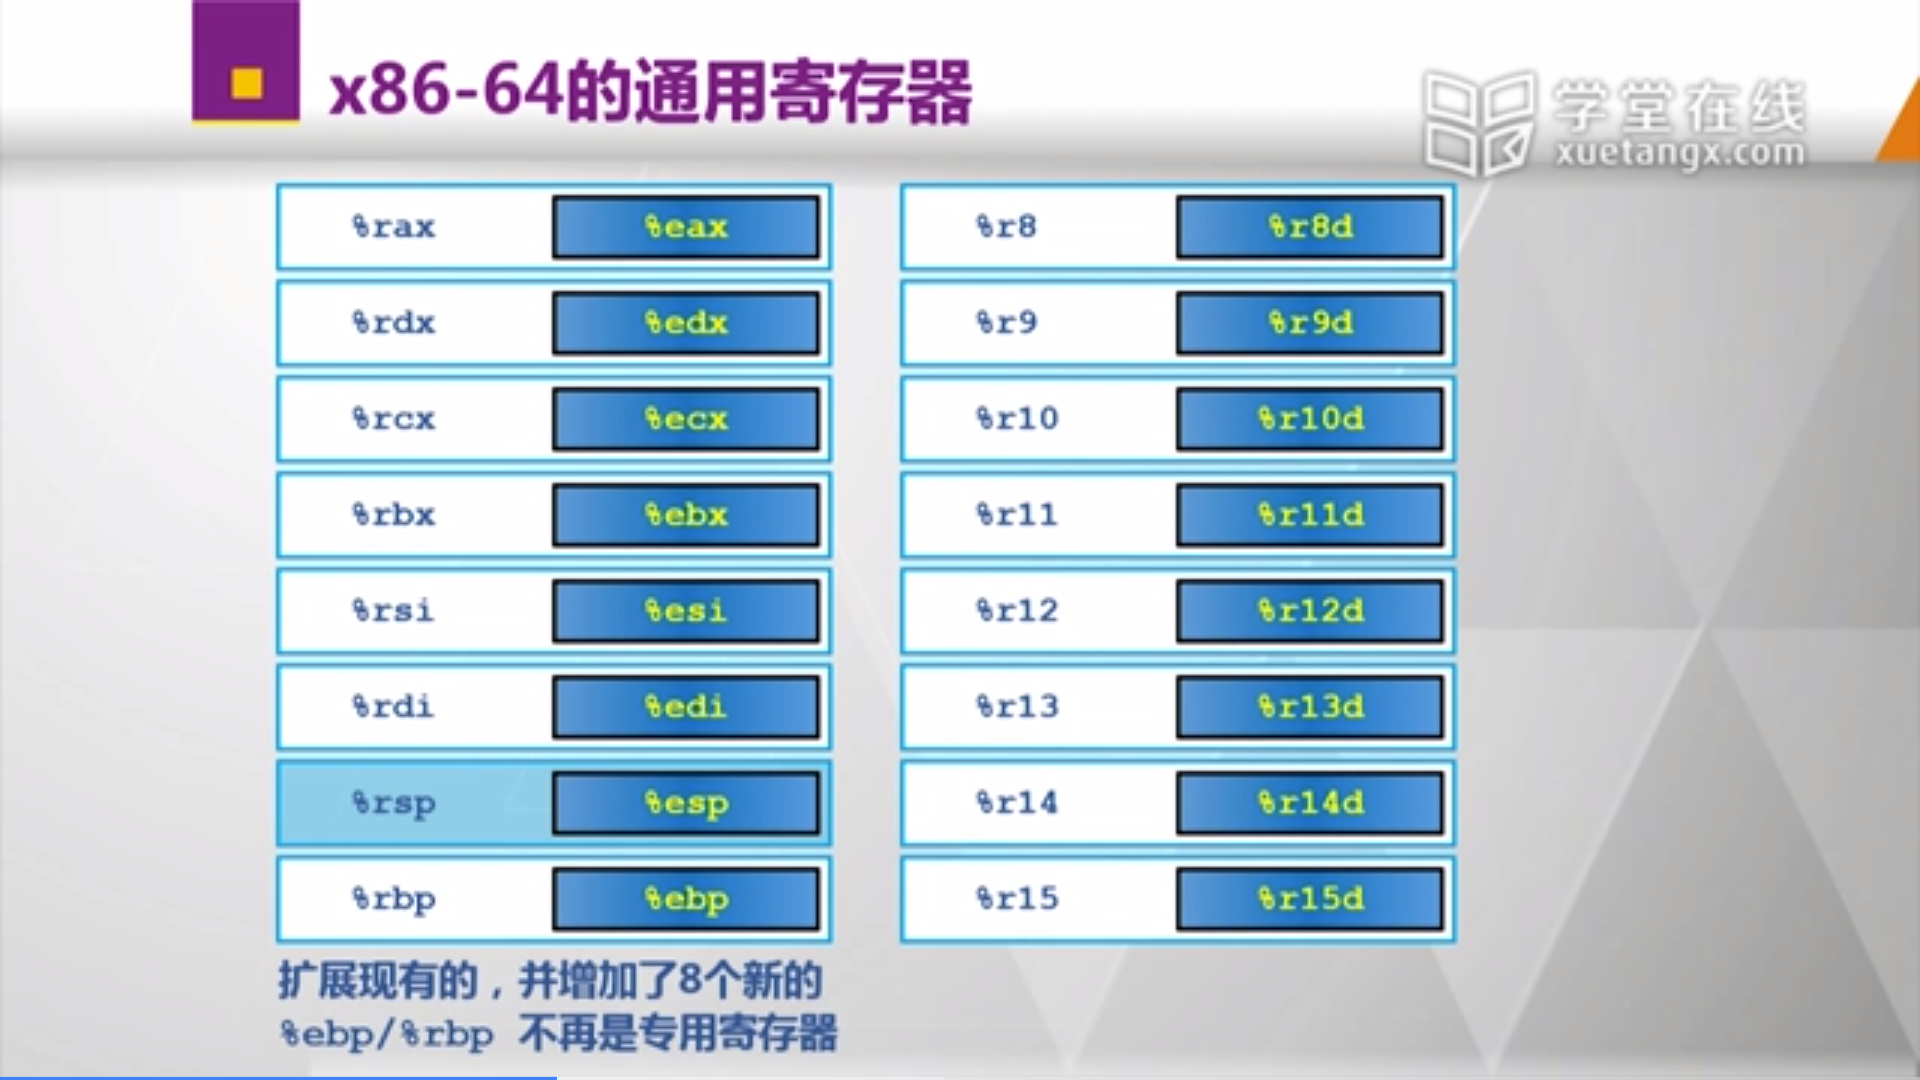 x86-64的通用寄存器
学堂在线
xuetangx.com
%rax %eax %r8 %r8d
%rdx %edx %r9 %r9d
%rcx %ecx %r10 %r10d
%rbx %ebx %r11 %r11d
%rsi %esi %r12 %r12d
%rdi %edi %r13 %r13d
%rsp %esp %r14 %r14d
%rbp %ebp %r15 %r15d
扩展现有的，并增加了8个新的
%ebp/%rbp 不再是专用寄存器